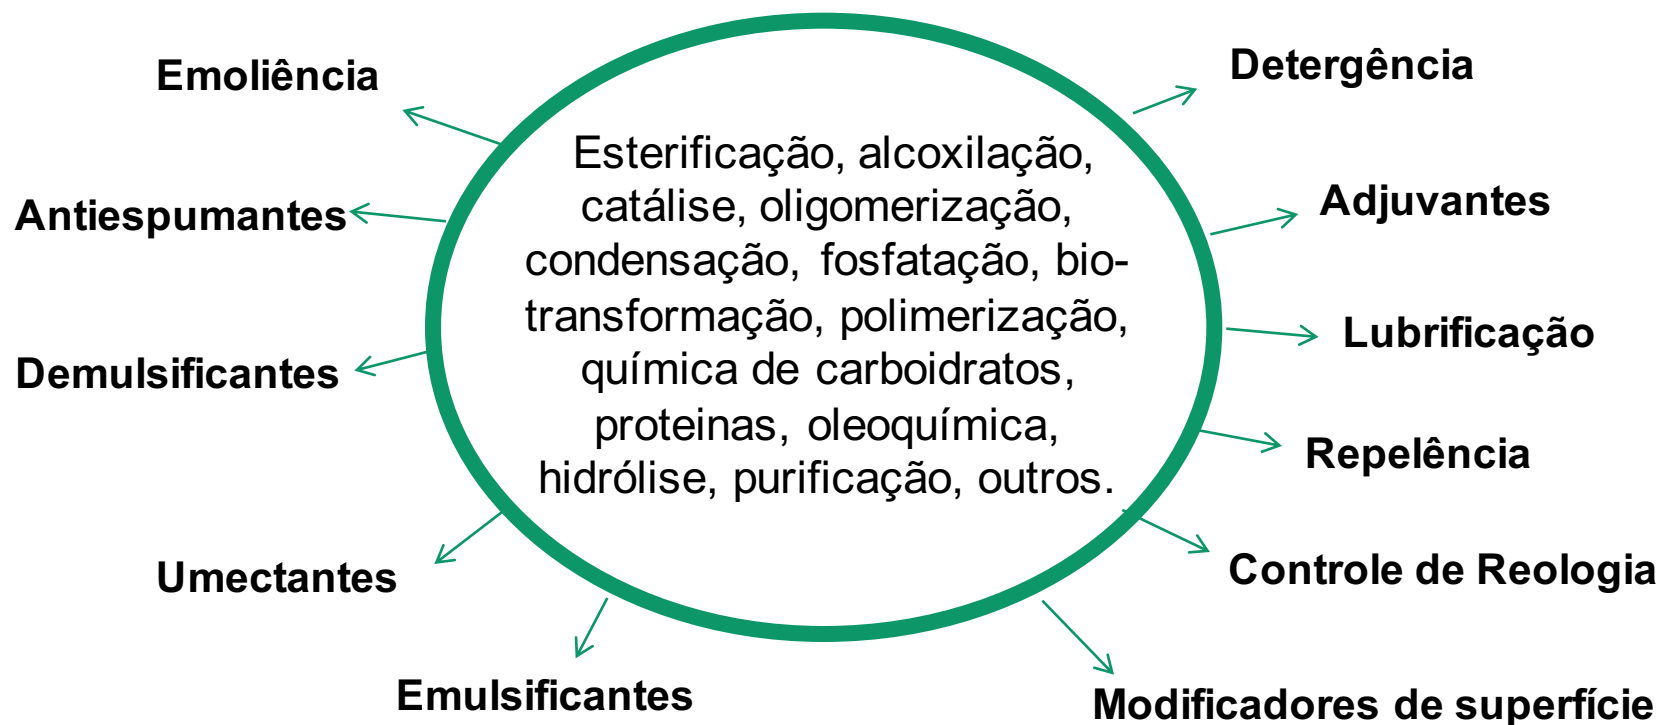 Emoliência
Detergência
Esterificação, alcoxilação,
catálise, oligomerização,
condensação, fosfatação, bio-
transformação, polimerização,
química de carboidratos,
proteinas, oleoquímica,
hidrólise, purificação, outros.
Antiespumantes
Adjuvantes
Demulsificantes
Lubrificação
Repelência
Umectantes
Controle de Reologia
Emulsificantes
Modificadores de superfície